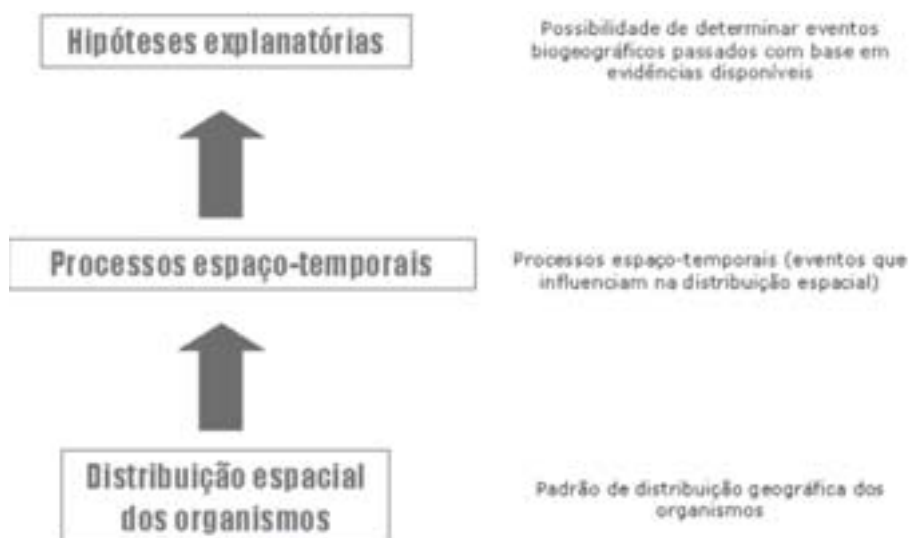 Hipóteses explanatórias
Possibilidade de determinar eventos
biogeográficos passados com base em
evidências disponíveis
Processos espaço-temporais
Processos espaço-temporais (eventos que
influenciam na distribuição espacial)
Distribuição espacial
dos organismos
Padrão de distribuição geográfica dos
organismos